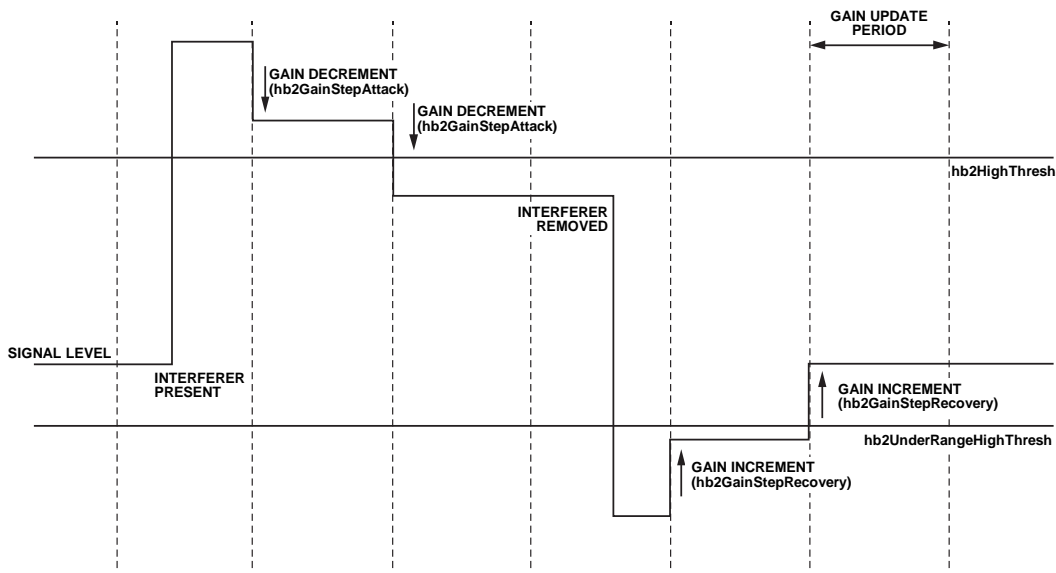 GAIN UPDATE
PERIOD
GAIN DECREMENT
(hb2GainStepAttack)
GAIN DECREMENT
(hb2GainStepAttack)
hb2HighThresh
INTERFERER
REMOVED
SIGNAL LEVEL
INTERFERER
PRESENT
GAIN INCREMENT
(hb2GainStepRecovery)
hb2UnderRangeHighThresh
GAIN INCREMENT
(hb2GainStepRecovery)